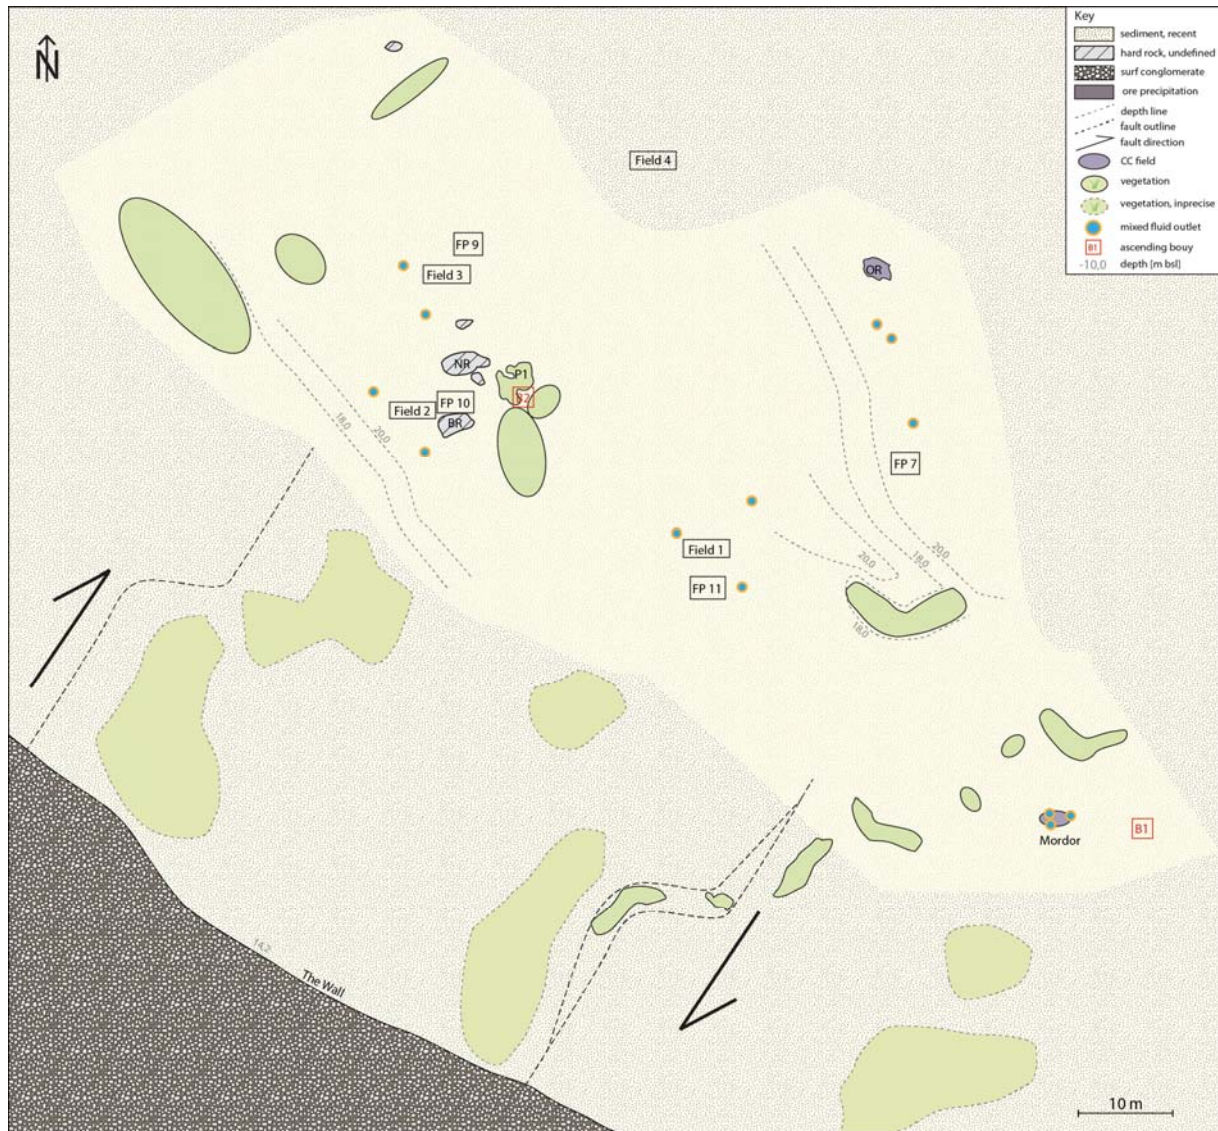 N
Key
sediment, recent
hard rock, undefined
surf conglomerate
ore precipitation
depth line
fault outline
fault direction
CC field
vegetation
vegetation, inprecise
mixed fluid outlet
B1 ascending bouy
-10,0 depth [m bsl]
Field 4
FP 9
Field 3
OR
NR
P1
B2
FP 10
Field 2
BR
18,0
20,0
FP 7
Field 1
20,0
18,0
20,0
FP 11
18,0
Mordor
B1
14,2
The Wall
10 m